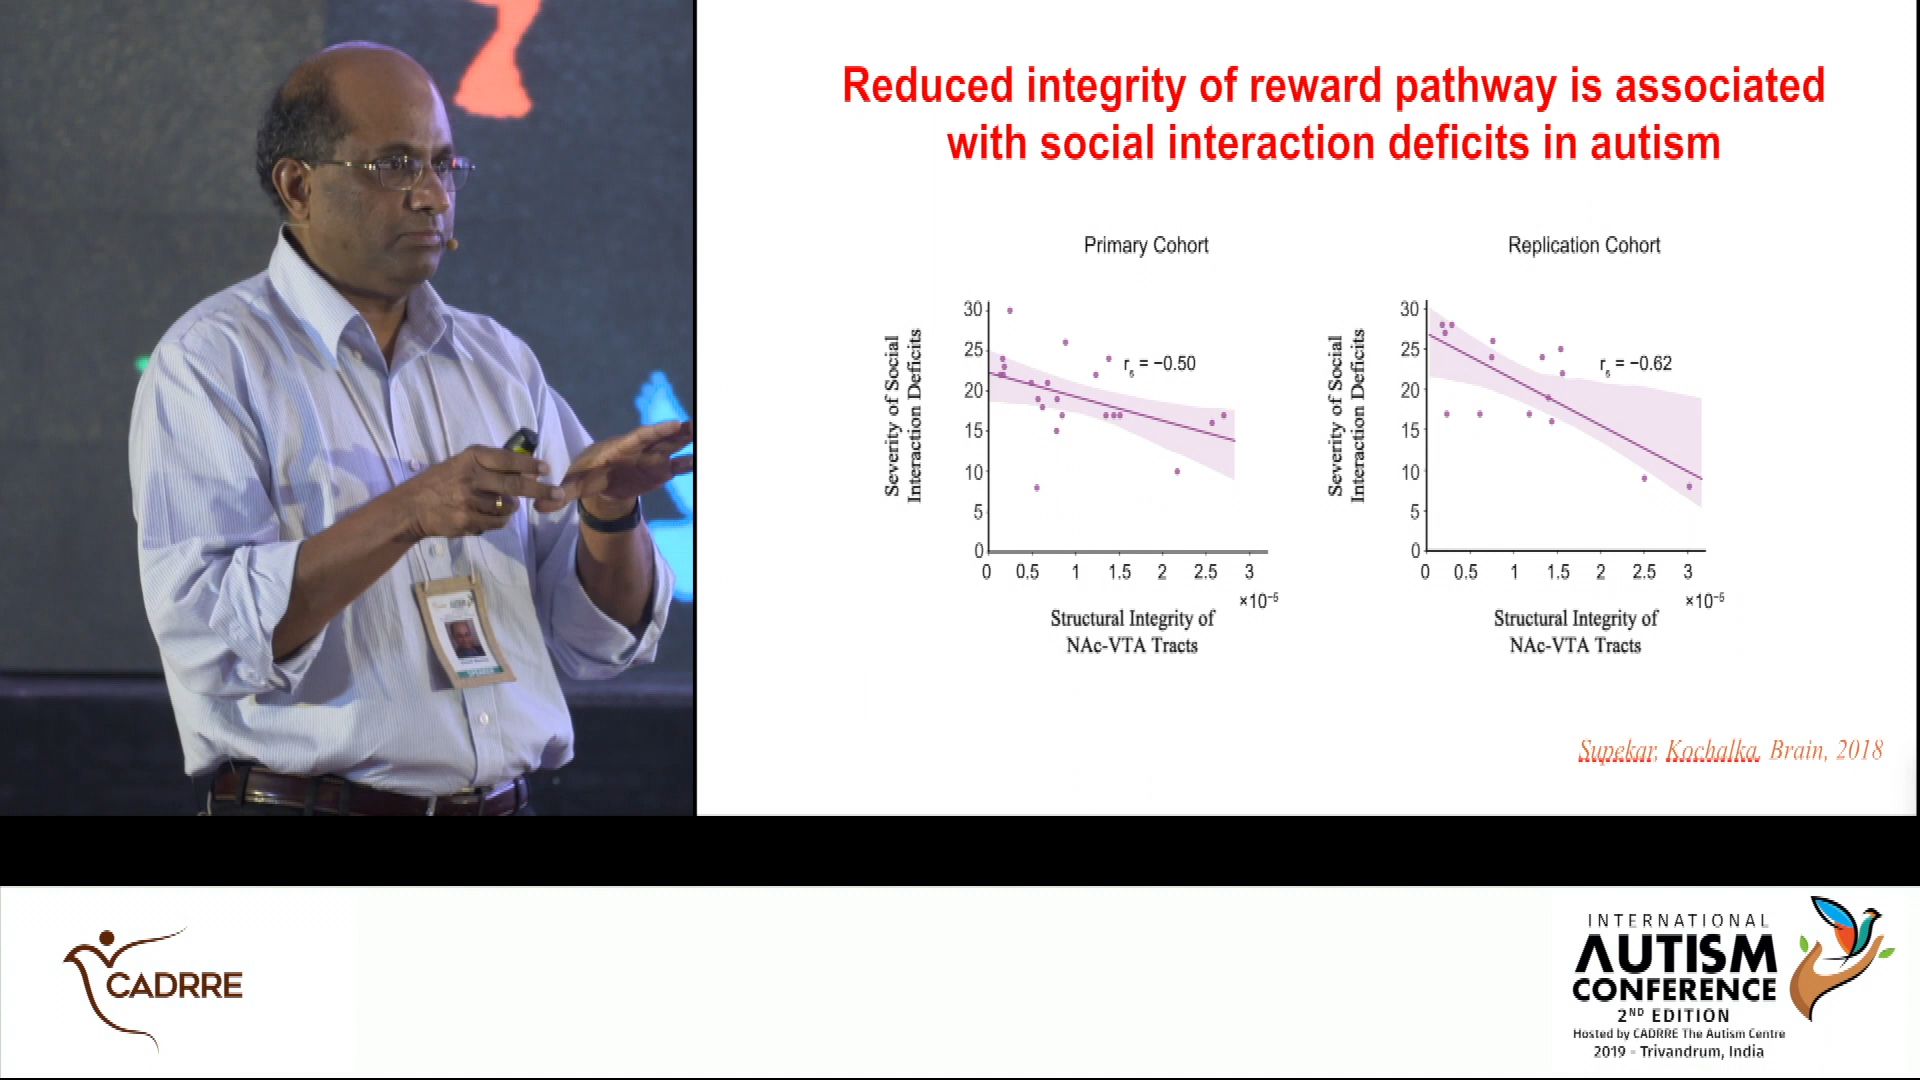 Reduced integrity of reward pathway is associated
with social interaction deficits in autism
Primary Cohort
Severity of Social
Interaction Deficits
30
25
20
15
10
5
0
rₛ = −0.50
0 0.5 1 1.5 2 2.5 3
×10⁻⁵
Structural Integrity of
NAc-VTA Tracts
Replication Cohort
Severity of Social
Interaction Deficits
30
25
20
15
10
5
0
rₛ = −0.62
0 0.5 1 1.5 2 2.5 3
×10⁻⁵
Structural Integrity of
NAc-VTA Tracts
Supekar, Kochalka, Brain, 2018
SPEAKER
CADRRE
INTERNATIONAL
AUTISM
CONFERENCE
2ND EDITION
Hosted by CADRRE The Autism Centre
2019 - Trivandrum, India